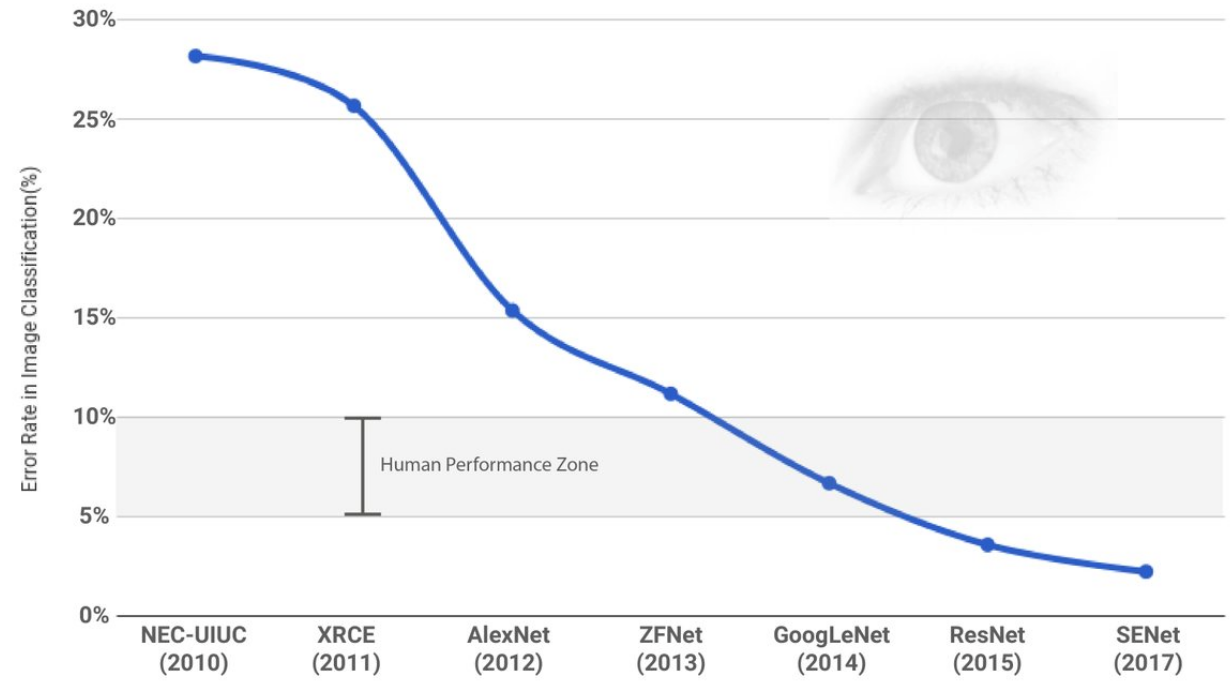 30%
25%
20%
15%
10%
5%
0%
Error Rate in Image Classification(%)
Human Performance Zone
NEC-UIUC
(2010)
XRCE
(2011)
AlexNet
(2012)
ZFNet
(2013)
GoogLeNet
(2014)
ResNet
(2015)
SENet
(2017)